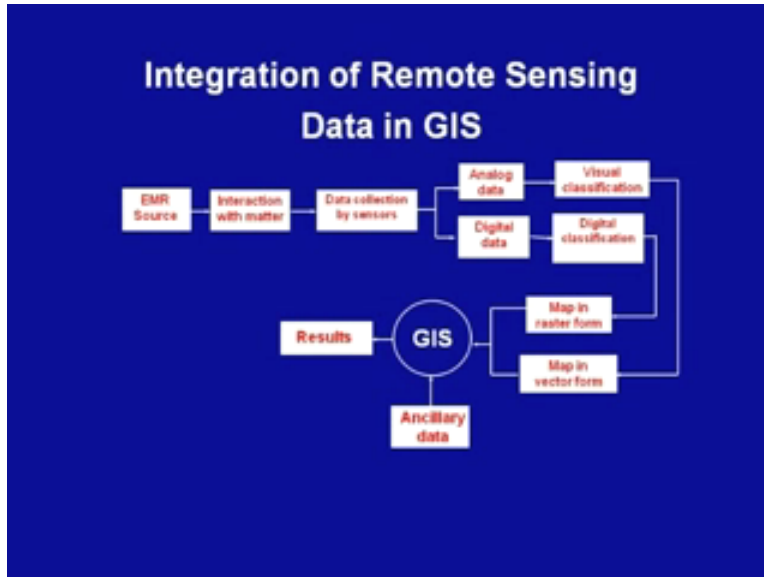 Integration of Remote Sensing
Data in GIS
EMR
Source
Interaction
with matter
Data collection
by sensors
Analog
data
Visual
classification
Digital
data
Digital
classification
Map in
raster form
Map in
vector form
GIS
Results
Ancillary
data